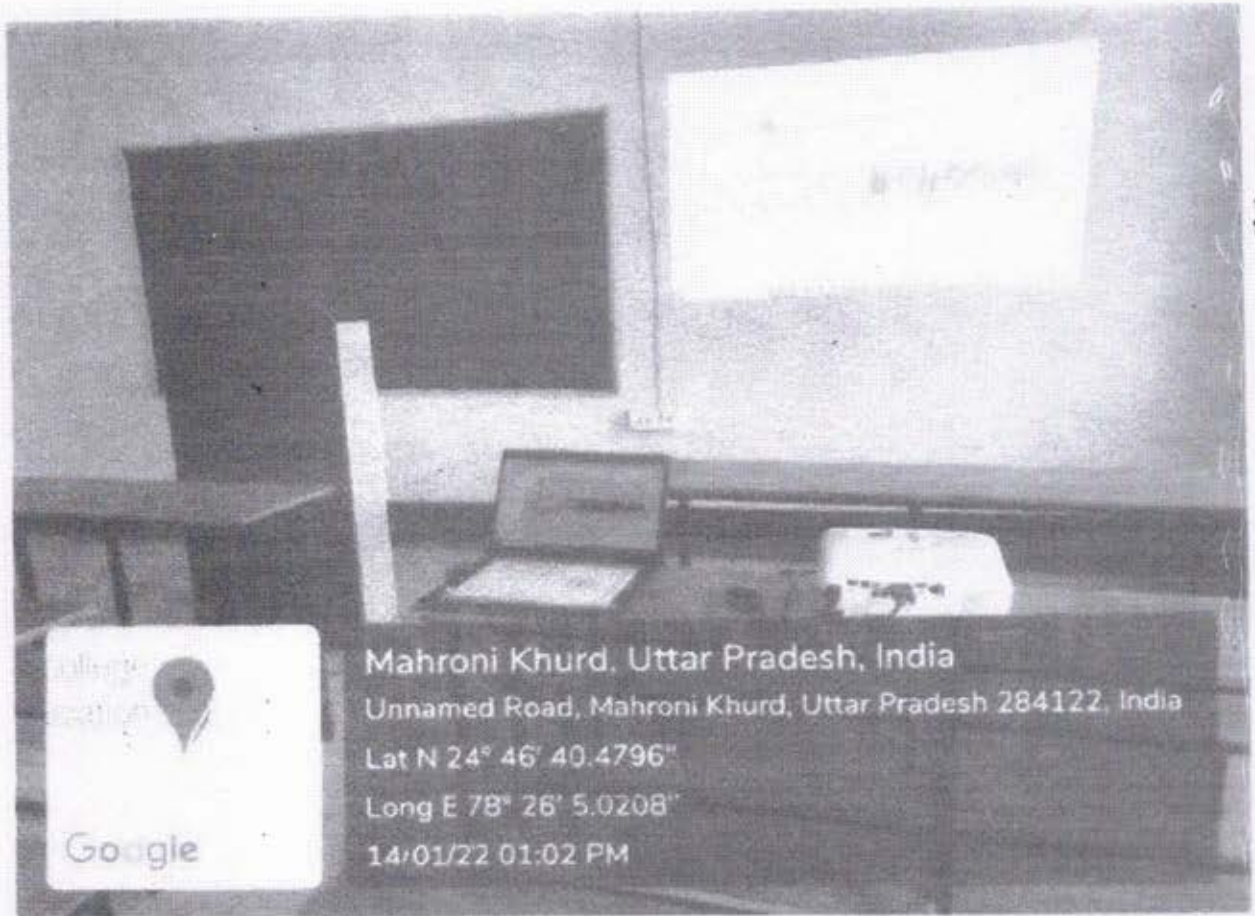 Mahroni Khurd, Uttar Pradesh, India
Unnamed Road, Mahroni Khurd, Uttar Pradesh 284122, India
Lat N 24° 46' 40.4796"
Long E 78° 26' 5.0208"
14/01/22 01:02 PM
Google